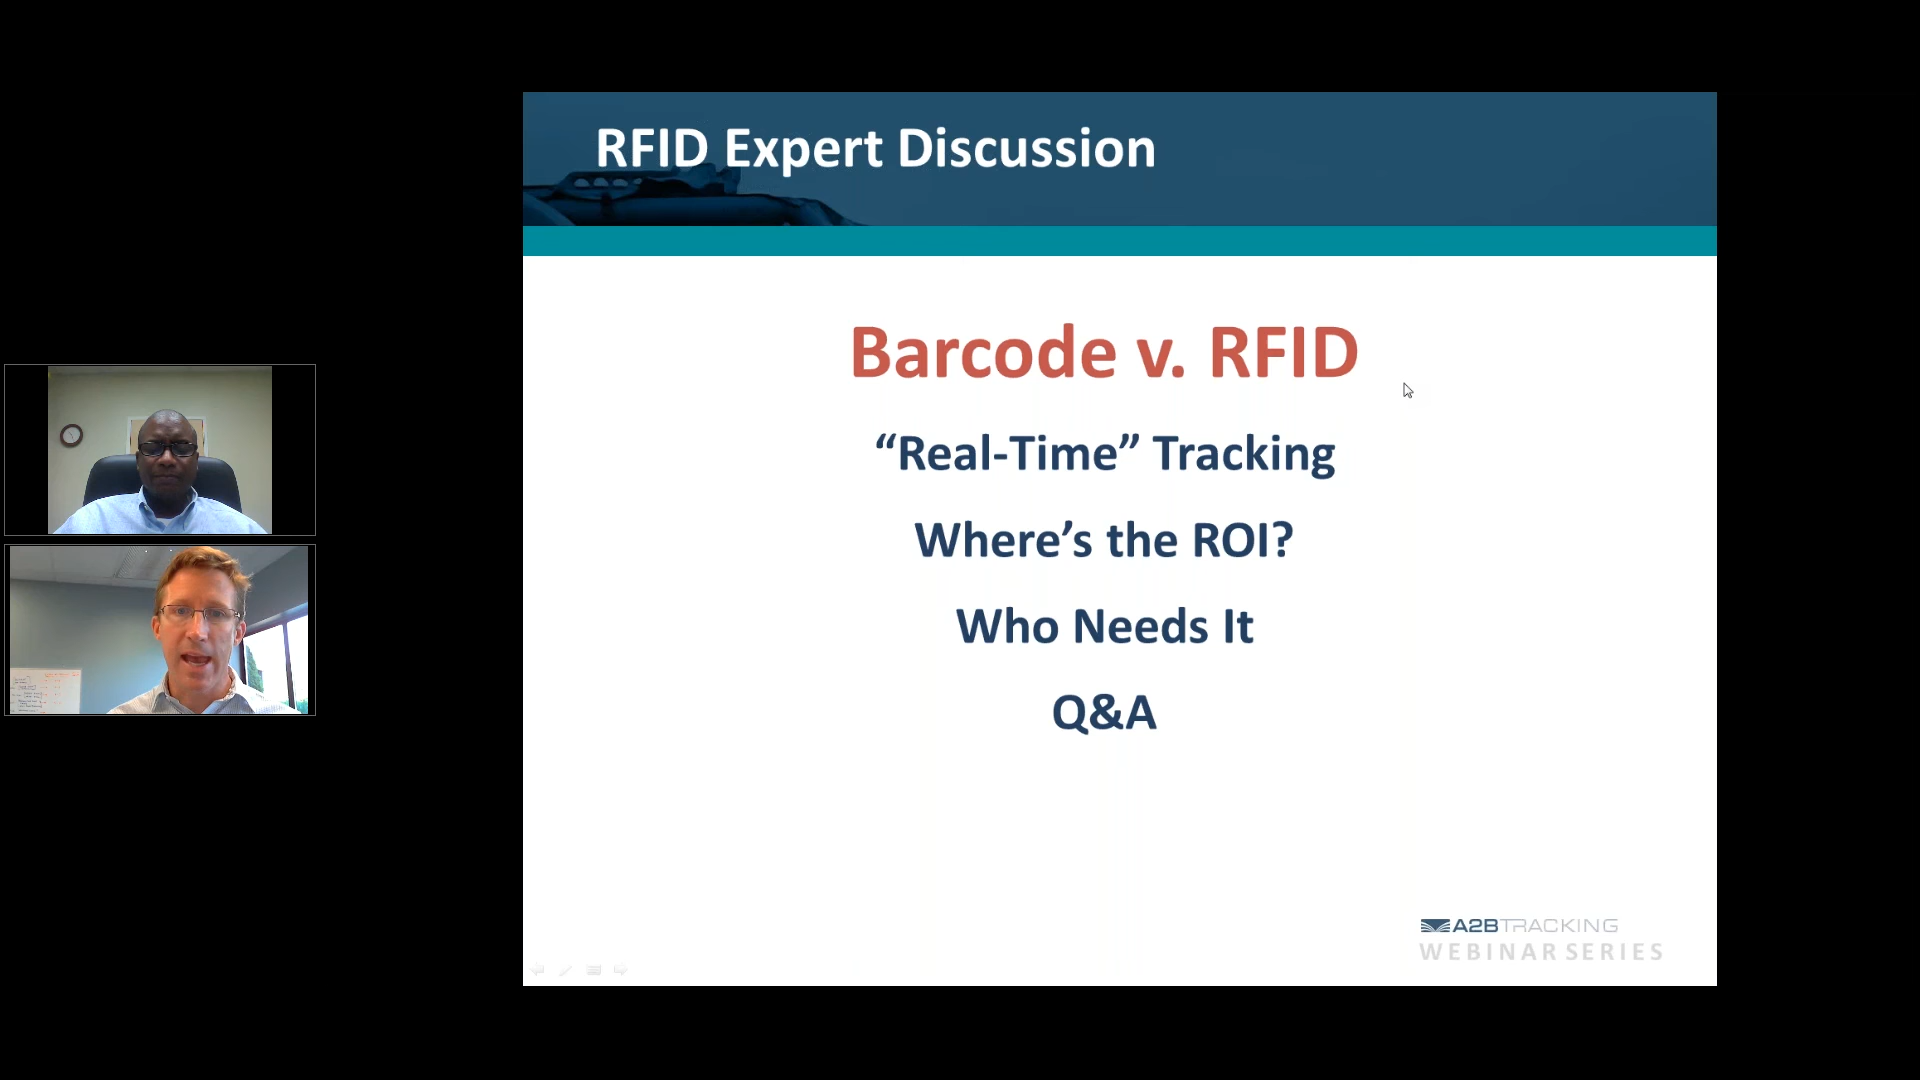 RFID Expert Discussion
Barcode v. RFID
“Real-Time” Tracking
Where’s the ROI?
Who Needs It
Q&A
A2BTRACKING
WEBINAR SERIES